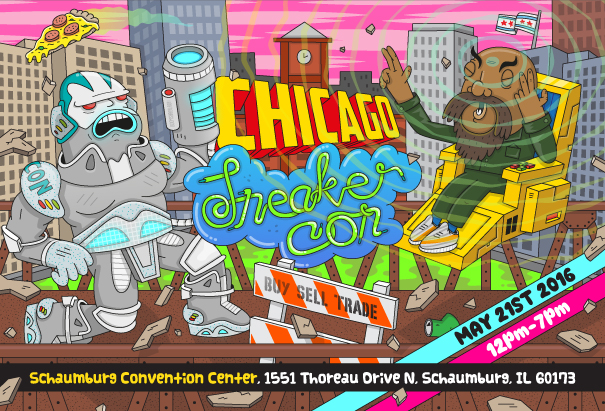 CHICAGO
Sneaker
Con
CON
BUY SELL TRADE
MAY 21ST 2016
12PM-7PM
Schaumburg Convention Center, 1551 Thoreau Drive N, Schaumburg, IL 60173